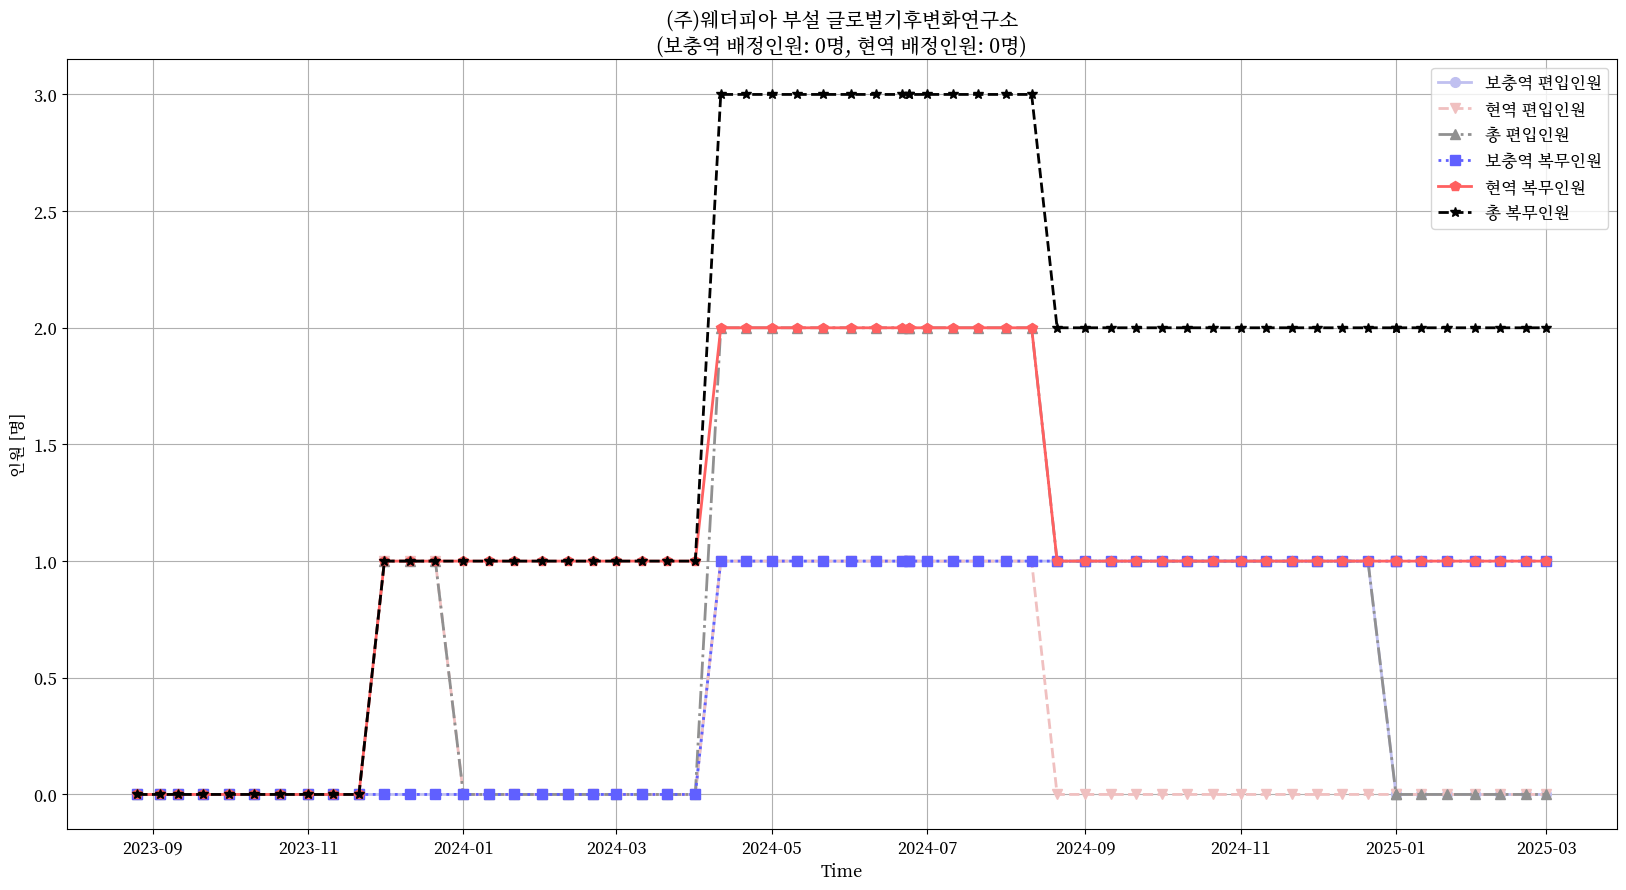 (주)웨더피아 부설 글로벌기후변화연구소
(보충역 배정인원: 0명, 현역 배정인원: 0명)
보충역 편입인원
현역 편입인원
총 편입인원
보충역 복무인원
현역 복무인원
총 복무인원
인원 [명]
3.0
2.5
2.0
1.5
1.0
0.5
0.0
2023-09 2023-11 2024-01 2024-03 2024-05 2024-07 2024-09 2024-11 2025-01 2025-03
Time